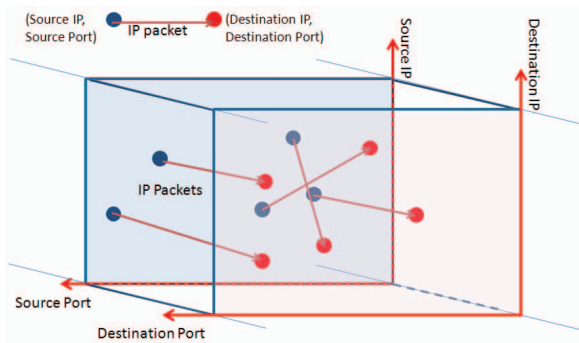 (Source IP,
Source Port)
IP packet
(Destination IP,
Destination Port)
Source IP
Destination IP
IP Packets
Source Port
Destination Port